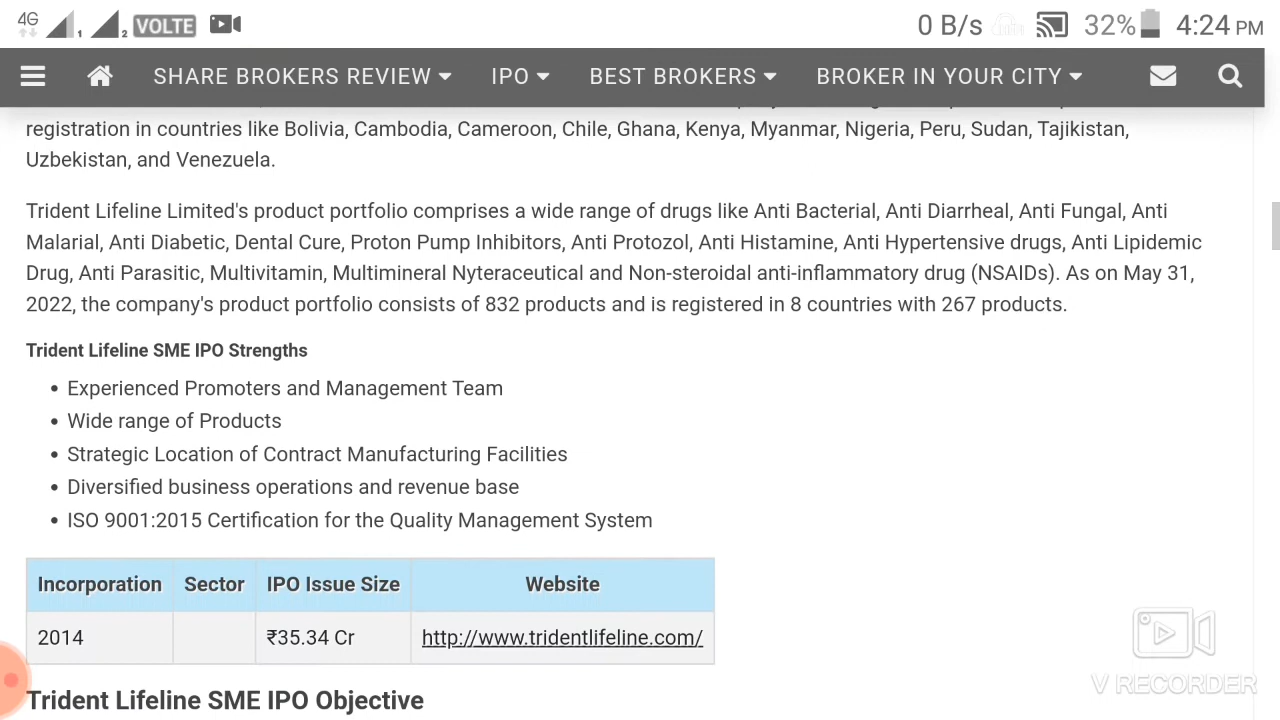 4G 1 2 VOLTE 0 B/s 32% 4:24 PM
SHARE BROKERS REVIEW IPO BEST BROKERS BROKER IN YOUR CITY
registration in countries like Bolivia, Cambodia, Cameroon, Chile, Ghana, Kenya, Myanmar, Nigeria, Peru, Sudan, Tajikistan,
Uzbekistan, and Venezuela.
Trident Lifeline Limited's product portfolio comprises a wide range of drugs like Anti Bacterial, Anti Diarrheal, Anti Fungal, Anti
Malarial, Anti Diabetic, Dental Cure, Proton Pump Inhibitors, Anti Protozol, Anti Histamine, Anti Hypertensive drugs, Anti Lipidemic
Drug, Anti Parasitic, Multivitamin, Multimineral Nyteraceutical and Non-steroidal anti-inflammatory drug (NSAIDs). As on May 31,
2022, the company's product portfolio consists of 832 products and is registered in 8 countries with 267 products.
Trident Lifeline SME IPO Strengths
• Experienced Promoters and Management Team
• Wide range of Products
• Strategic Location of Contract Manufacturing Facilities
• Diversified business operations and revenue base
• ISO 9001:2015 Certification for the Quality Management System
Incorporation Sector IPO Issue Size Website
2014 ₹35.34 Cr http://www.tridentlifeline.com/
V RECORDER
Trident Lifeline SME IPO Objective